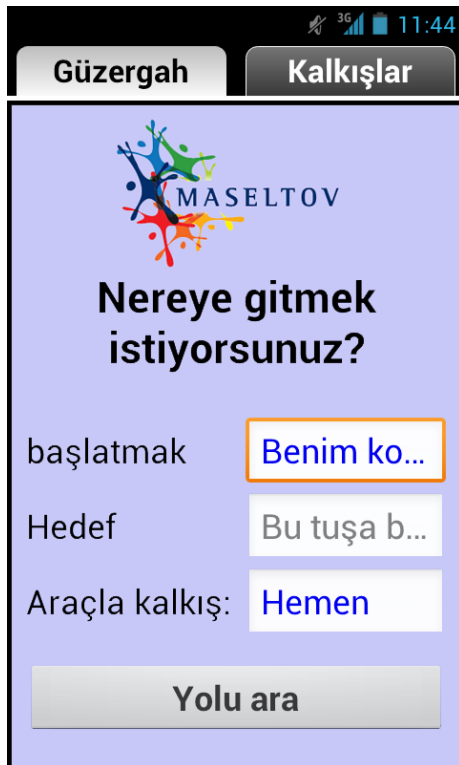 3G 11:44
Güzergah Kalkışlar
MASELTOV
Nereye gitmek
istiyorsunuz?
başlatmak Benim ko...
Hedef Bu tuşa b...
Araçla kalkış: Hemen
Yolu ara